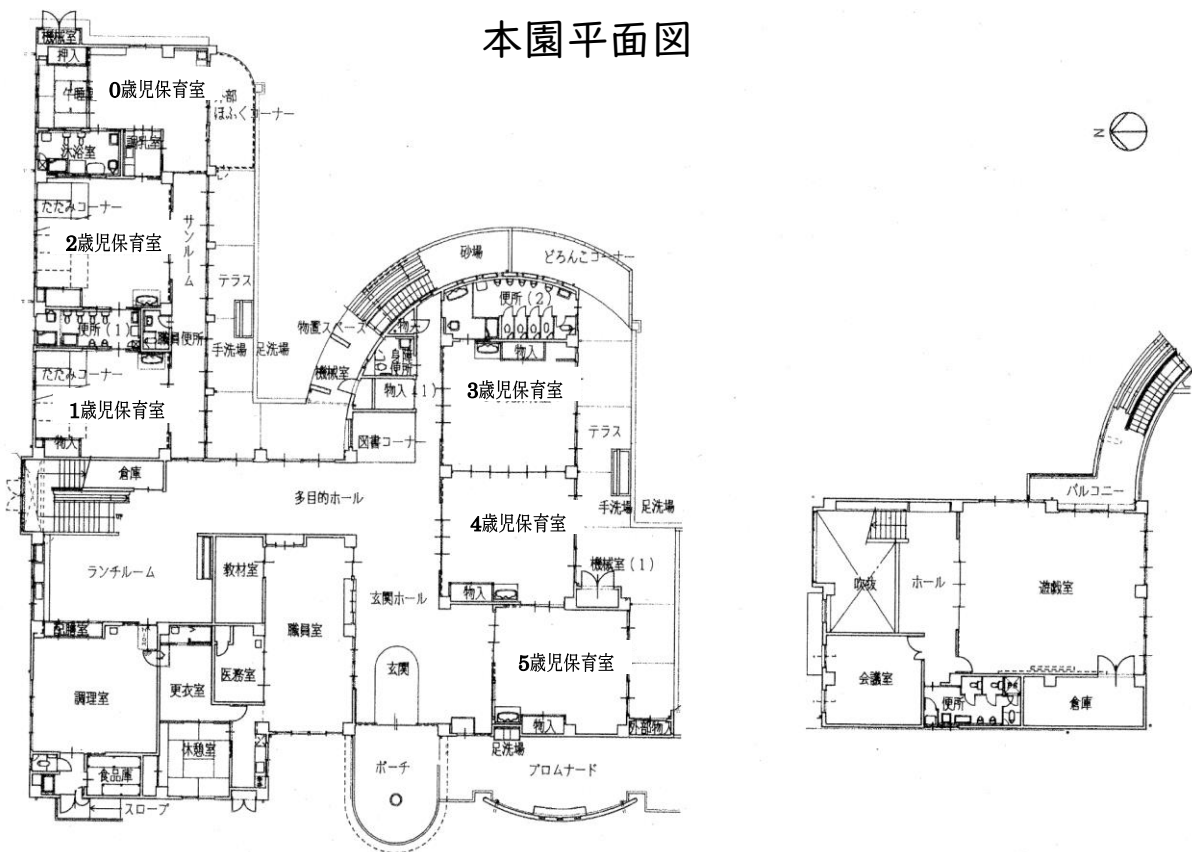 本園平面図
機械室
押入
0歳児保育室
ほふくコーナー
沐浴室
調乳室
たたみコーナー
2歳児保育室
サンルーム
テラス
便所(1)
職員便所
手洗場 足洗場
たたみコーナー
1歳児保育室
物入
倉庫
砂場
どろんこコーナー
物置スペース
物入
便所(2)
機械室
物入(1)
物入
3歳児保育室
図書コーナー
テラス
多目的ホール
4歳児保育室
手洗場 足洗場
機械室(1)
物入
ランチルーム
教材室
玄関ホール
配膳室
職員室
医務室
玄関
5歳児保育室
調理室
更衣室
休憩室
物入
外部物入
足洗場
食品庫
ポーチ
プロムナード
スロープ
N
バルコニー
吹抜
ホール
遊戯室
会議室
便所
倉庫